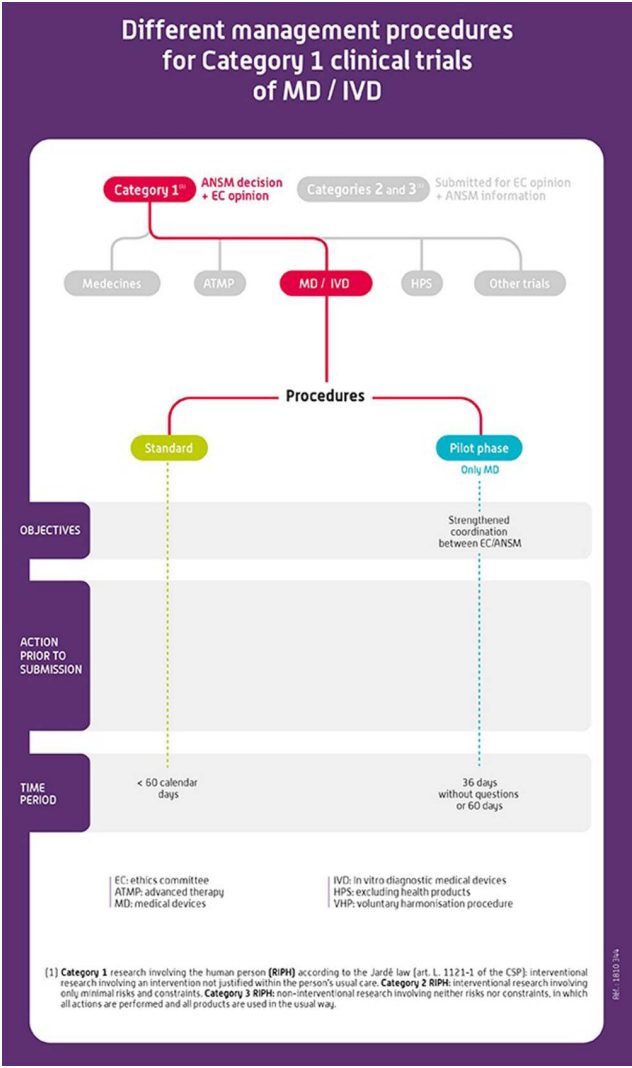 Different management procedures
for Category 1 clinical trials
of MD / IVD
Category 1(1)
ANSM decision
+ EC opinion
Categories 2 and 3(1)
Submitted for EC opinion
+ ANSM information
Medecines
ATMP
MD / IVD
HPS
Other trials
Procedures
Standard
Pilot phase
Only MD
OBJECTIVES
Strengthened
coordination
between EC/ANSM
ACTION
PRIOR TO
SUBMISSION
TIME
PERIOD
< 60 calendar
days
36 days
without questions
or 60 days
EC: ethics committee
ATMP: advanced therapy
MD: medical devices
IVD: In vitro diagnostic medical devices
HPS: excluding health products
VHP: voluntary harmonisation procedure
(1) Category 1 research involving the human person (RIPH) according to the Jardé law [art. L. 1121-1 of the CSP]: interventional
research involving an intervention not justified within the person's usual care. Category 2 RIPH: interventional research involving
only minimal risks and constraints. Category 3 RIPH: non-interventional research involving neither risks nor constraints, in which
all actions are performed and all products are used in the usual way.
Réf.: 1810 344